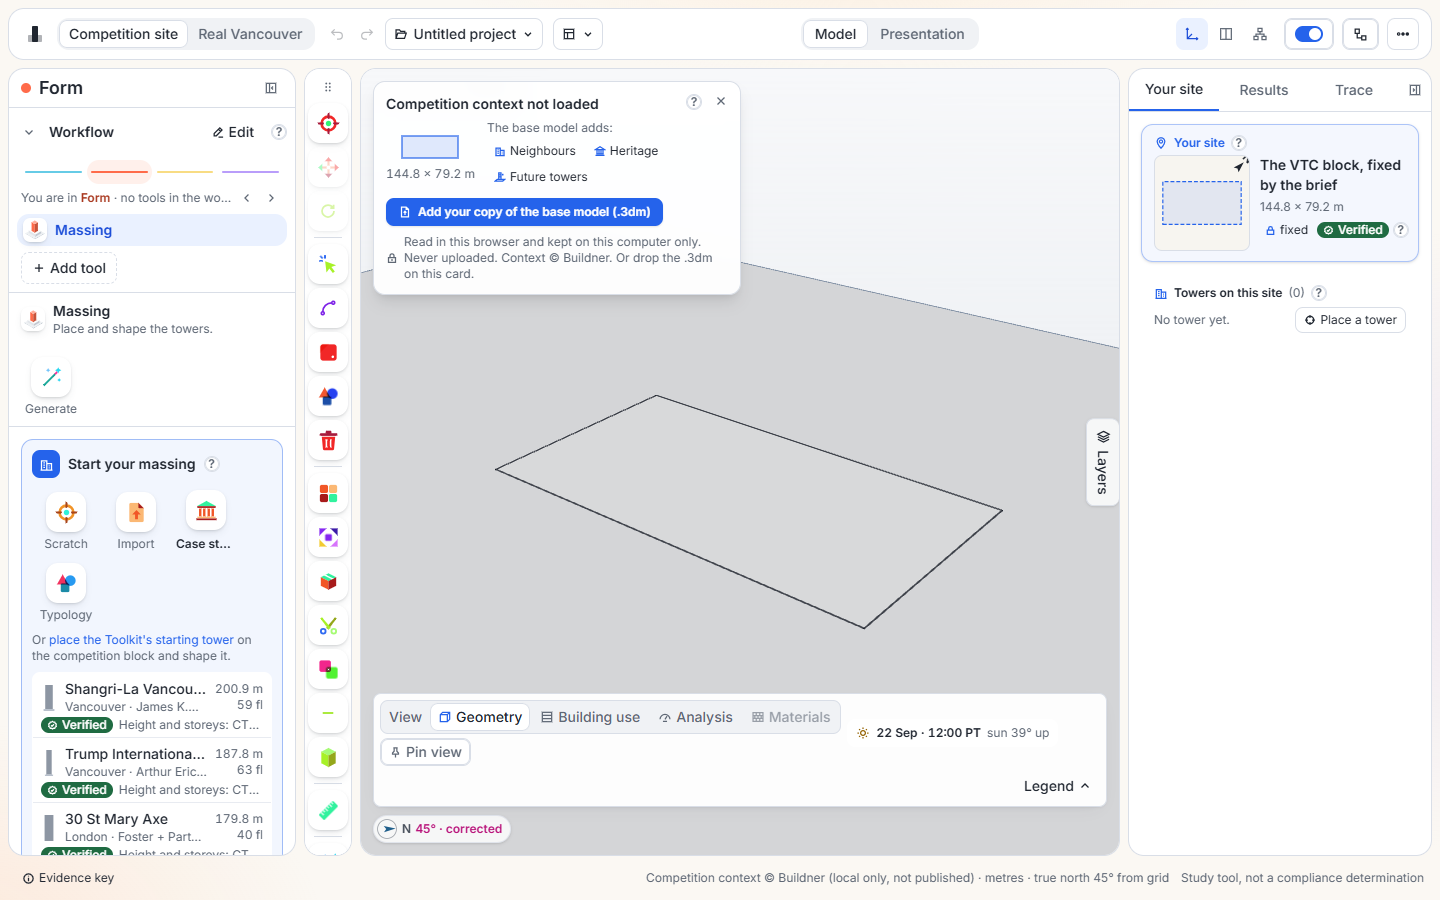 Competition site
Real Vancouver
Untitled project
Model
Presentation
Form
Workflow
Edit
?
You are in Form · no tools in the wo...
Massing
Add tool
Massing
Place and shape the towers.
Generate
Start your massing
?
Scratch
Import
Case st...
Typology
Or place the Toolkit's starting tower on
the competition block and shape it.
Shangri-La Vancou...
200.9 m
Vancouver · James K....
59 fl
Verified
Height and storeys: CT...
Trump Internationa...
187.8 m
Vancouver · Arthur Eric...
63 fl
Verified
Height and storeys: CT...
30 St Mary Axe
179.8 m
London · Foster + Part...
40 fl
Verified
Height and storeys: CT...
Competition context not loaded
?
The base model adds:
Neighbours
Heritage
Future towers
144.8 × 79.2 m
Add your copy of the base model (.3dm)
Read in this browser and kept on this computer only.
Never uploaded. Context © Buildner. Or drop the .3dm
on this card.
Layers
View
Geometry
Building use
Analysis
Materials
Pin view
22 Sep · 12:00 PT
sun 39° up
Legend
N 45° · corrected
Your site
Results
Trace
Your site
?
The VTC block, fixed
by the brief
144.8 × 79.2 m
fixed
Verified
?
Towers on this site (0)
?
No tower yet.
Place a tower
Evidence key
Competition context © Buildner (local only, not published) · metres · true north 45° from grid
Study tool, not a compliance determination